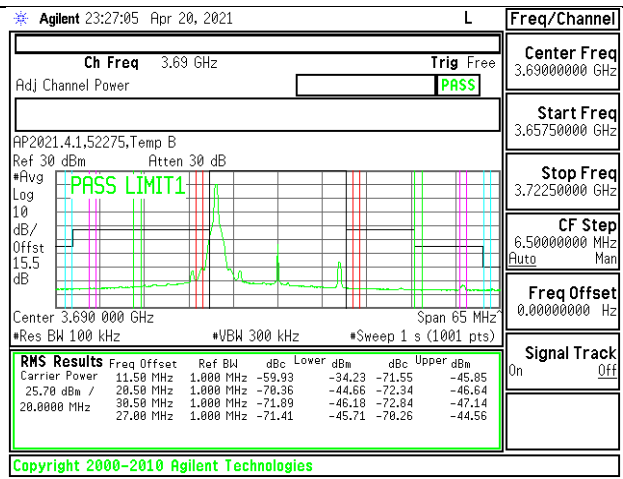 Agilent 23:27:05 Apr 20, 2021 L
Freq/Channel
Ch Freq 3.69 GHz Trig Free
Adj Channel Power PASS
Center Freq
3.69000000 GHz
Start Freq
3.65750000 GHz
Stop Freq
3.72250000 GHz
CF Step
6.50000000 MHz
Auto Man
Freq Offset
0.00000000 Hz
Signal Track
On Off
AP2021.4.1,52275,Temp B
Ref 30 dBm Atten 30 dB
#Avg
Log
10
dB/
Offst
15.5
dB
PASS LIMIT1
Center 3.690 000 GHz Span 65 MHz^
#Res BW 100 kHz #VBW 300 kHz #Sweep 1 s (1001 pts)
RMS Results Freq Offset Ref BW dBc Lower dBm dBc Upper dBm
Carrier Power 11.50 MHz 1.000 MHz -59.93 -34.23 -71.55 -45.85
25.70 dBm / 20.50 MHz 1.000 MHz -70.36 -44.66 -72.34 -46.64
20.0000 MHz 30.50 MHz 1.000 MHz -71.89 -46.18 -72.84 -47.14
27.00 MHz 1.000 MHz -71.41 -45.71 -70.26 -44.56
Copyright 2000-2010 Agilent Technologies